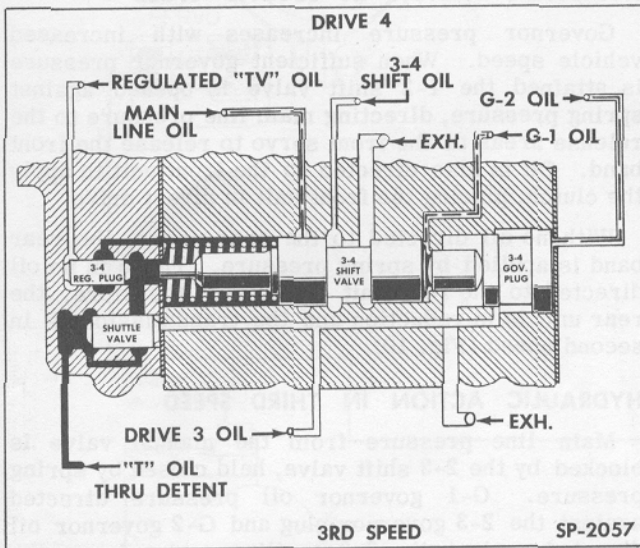 DRIVE 4
Governor pressure increases with increased
vehicle speed.
REGULATED "TV" OIL
3-4
SHIFT OIL
MAIN
LINE OIL
G-2 OIL
G-1 OIL
EXH.
3-4
REG. PLUG
3-4
SHIFT
VALVE
3-4
GOV.
PLUG
SHUTTLE
VALVE
HYDRAULIC ACTION IN THIRD SPEED
DRIVE 3 OIL
EXH.
"T" OIL
THRU DETENT
3RD SPEED
SP-2057